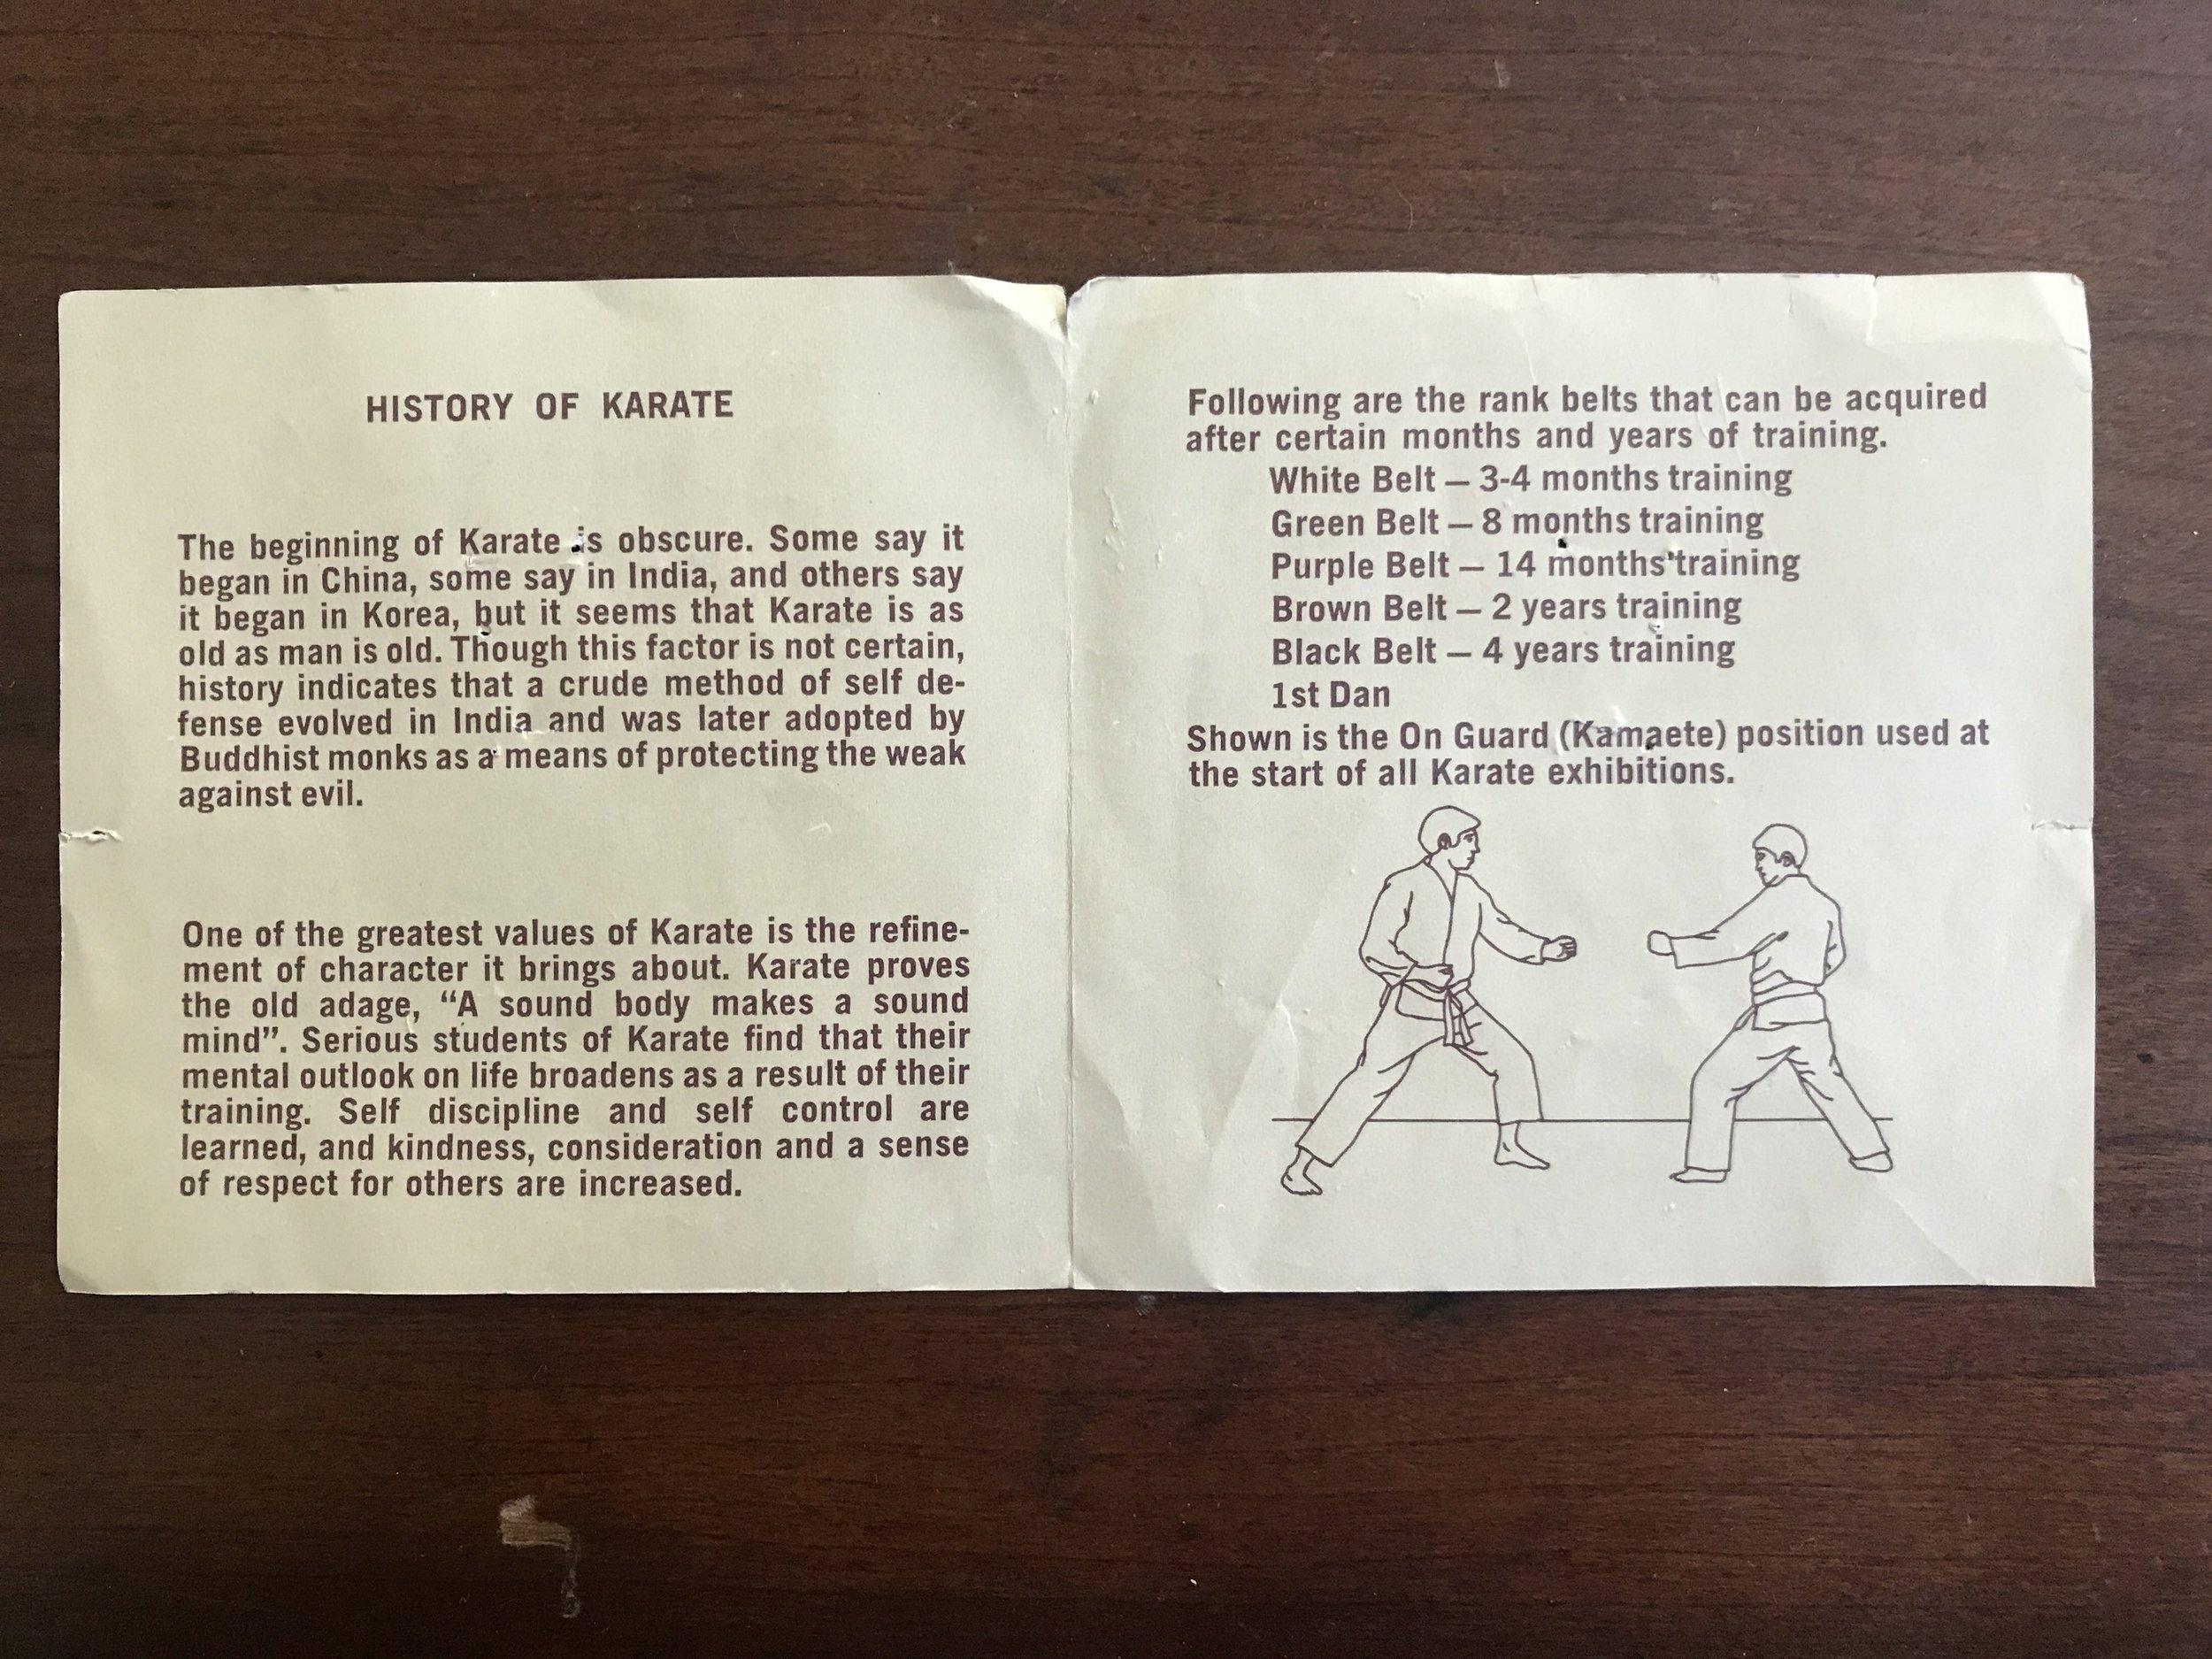 HISTORY OF KARATE
The beginning of Karate is obscure. Some say it
began in China, some say in India, and others say
it began in Korea, but it seems that Karate is as
old as man is old. Though this factor is not certain,
history indicates that a crude method of self de-
fense evolved in India and was later adopted by
Buddhist monks as a means of protecting the weak
against evil.
One of the greatest values of Karate is the refine-
ment of character it brings about. Karate proves
the old adage, “A sound body makes a sound
mind”. Serious students of Karate find that their
mental outlook on life broadens as a result of their
training. Self discipline and self control are
learned, and kindness, consideration and a sense
of respect for others are increased.
Following are the rank belts that can be acquired
after certain months and years of training.
White Belt — 3-4 months training
Green Belt — 8 months training
Purple Belt — 14 months training
Brown Belt — 2 years training
Black Belt — 4 years training
1st Dan
Shown is the On Guard (Kamaete) position used at
the start of all Karate exhibitions.